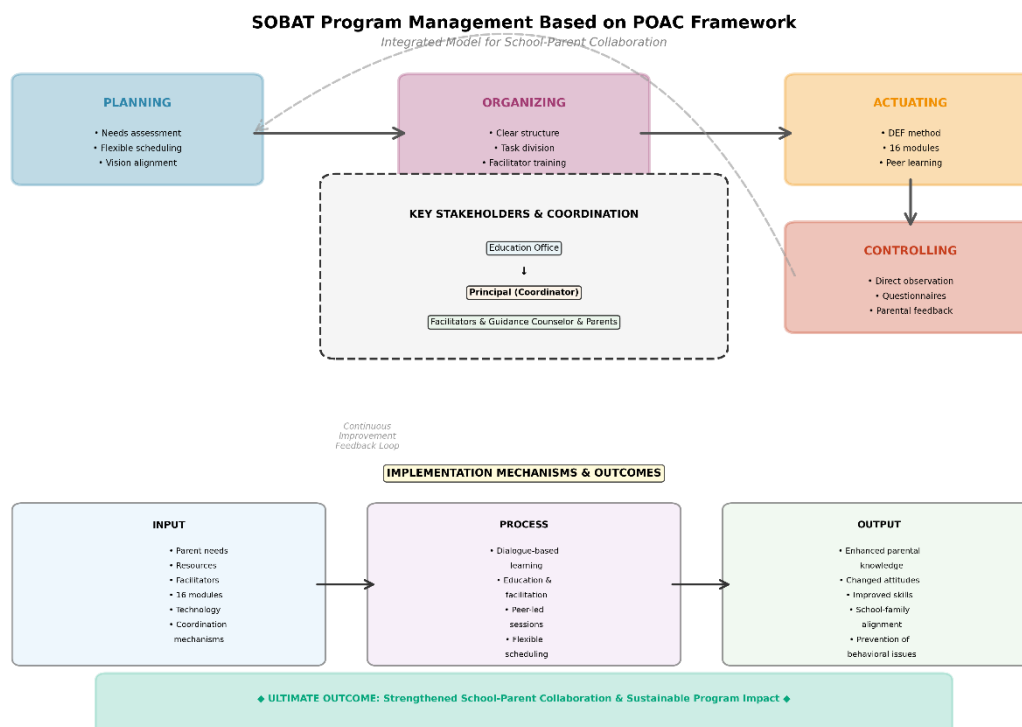 SOBAT Program Management Based on POAC Framework
Integrated Model for School-Parent Collaboration
PLANNING
• Needs assessment
• Flexible scheduling
• Vision alignment
ORGANIZING
• Clear structure
• Task division
• Facilitator training
ACTUATING
• DEF method
• 16 modules
• Peer learning
KEY STAKEHOLDERS & COORDINATION
Education Office
↓
Principal (Coordinator)
Facilitators & Guidance Counselor & Parents
CONTROLLING
• Direct observation
• Questionnaires
• Parental feedback
Continuous
Improvement
Feedback Loop
IMPLEMENTATION MECHANISMS & OUTCOMES
INPUT
• Parent needs
• Resources
• Facilitators
• 16 modules
• Technology
• Coordination
mechanisms
PROCESS
• Dialogue-based
learning
• Education &
facilitation
• Peer-led
sessions
• Flexible
scheduling
OUTPUT
• Enhanced parental
knowledge
• Changed attitudes
• Improved skills
• School-family
alignment
• Prevention of
behavioral issues
◆ ULTIMATE OUTCOME: Strengthened School-Parent Collaboration & Sustainable Program Impact ◆